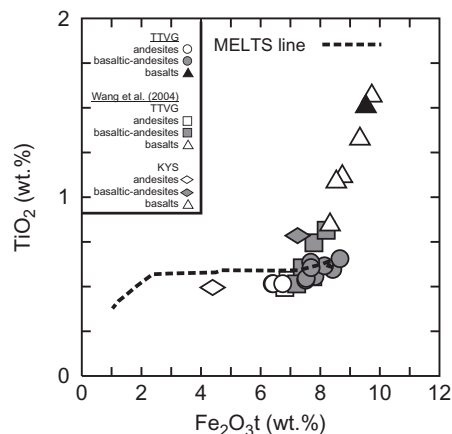 TTVG
andesites
basaltic-andesites
basalts
Wang et al. (2004)
TTVG
andesites
basaltic-andesites
basalts
KYS
andesites
basaltic-andesites
basalts
MELTS line
2
1
0
TiO2 (wt.%)
0 2 4 6 8 10 12
Fe2O3t (wt.%)